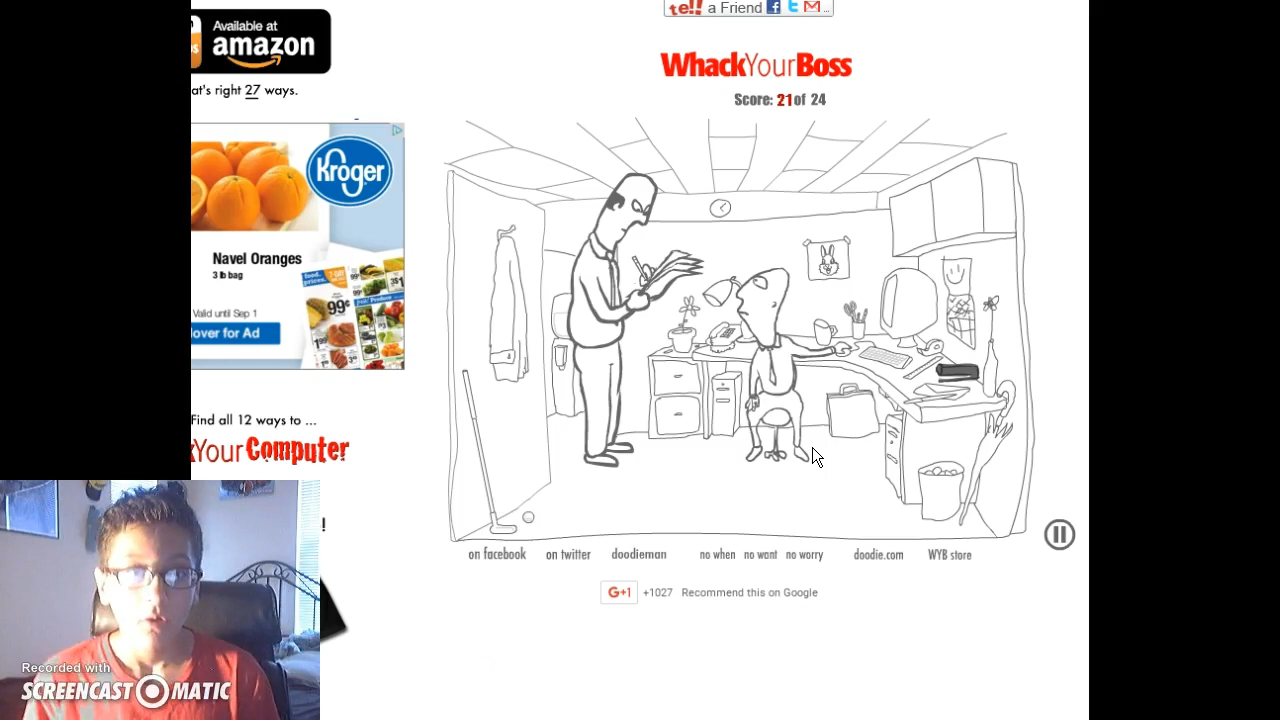 te!! a Friend
Available at
amazon
at's right 27 ways.
WhackYourBoss
Score: 21 of 24
Kroger
Navel Oranges
3 lb bag
Valid until Sep 1
lover for Ad
99¢
Find all 12 ways to ...
YourComputer
!
on facebook on twitter doodieman no when no want no worry doodie.com WYB store
G+1 +1027 Recommend this on Google
Recorded with
SCREENCAST O MATIC